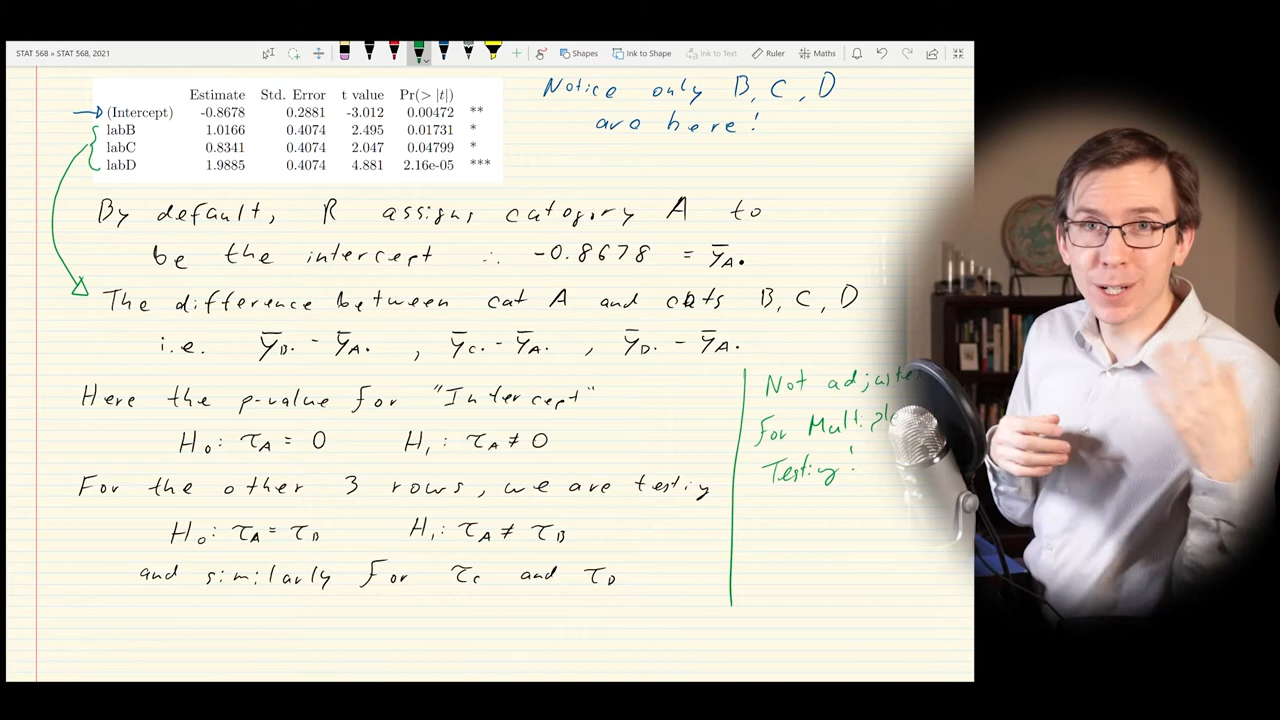 STAT 568 » STAT 568, 2021
Shapes
Ink to Shape
Ink to Text
Ruler
Maths
Estimate Std. Error t value Pr(> |t|)
(Intercept) -0.8678 0.2881 -3.012 0.00472 **
labB 1.0166 0.4074 2.495 0.01731 *
labC 0.8341 0.4074 2.047 0.04799 *
labD 1.9885 0.4074 4.881 2.16e-05 ***
Notice only B, C, D
are here!
By default, R assigns category A to
be the intercept ∴ -0.8678 = ȳA.
The difference between cat A and cats B, C, D
i.e. ȳB. - ȳA. , ȳC. - ȳA. , ȳD. - ȳA.
Here the p-value for "Intercept"
H₀: τA = 0 H₁: τA ≠ 0
For the other 3 rows, we are testig
H₀: τA = τB H₁: τA ≠ τB
and similarly for τC and τD
Not adjuste
For Multipl
Testing!